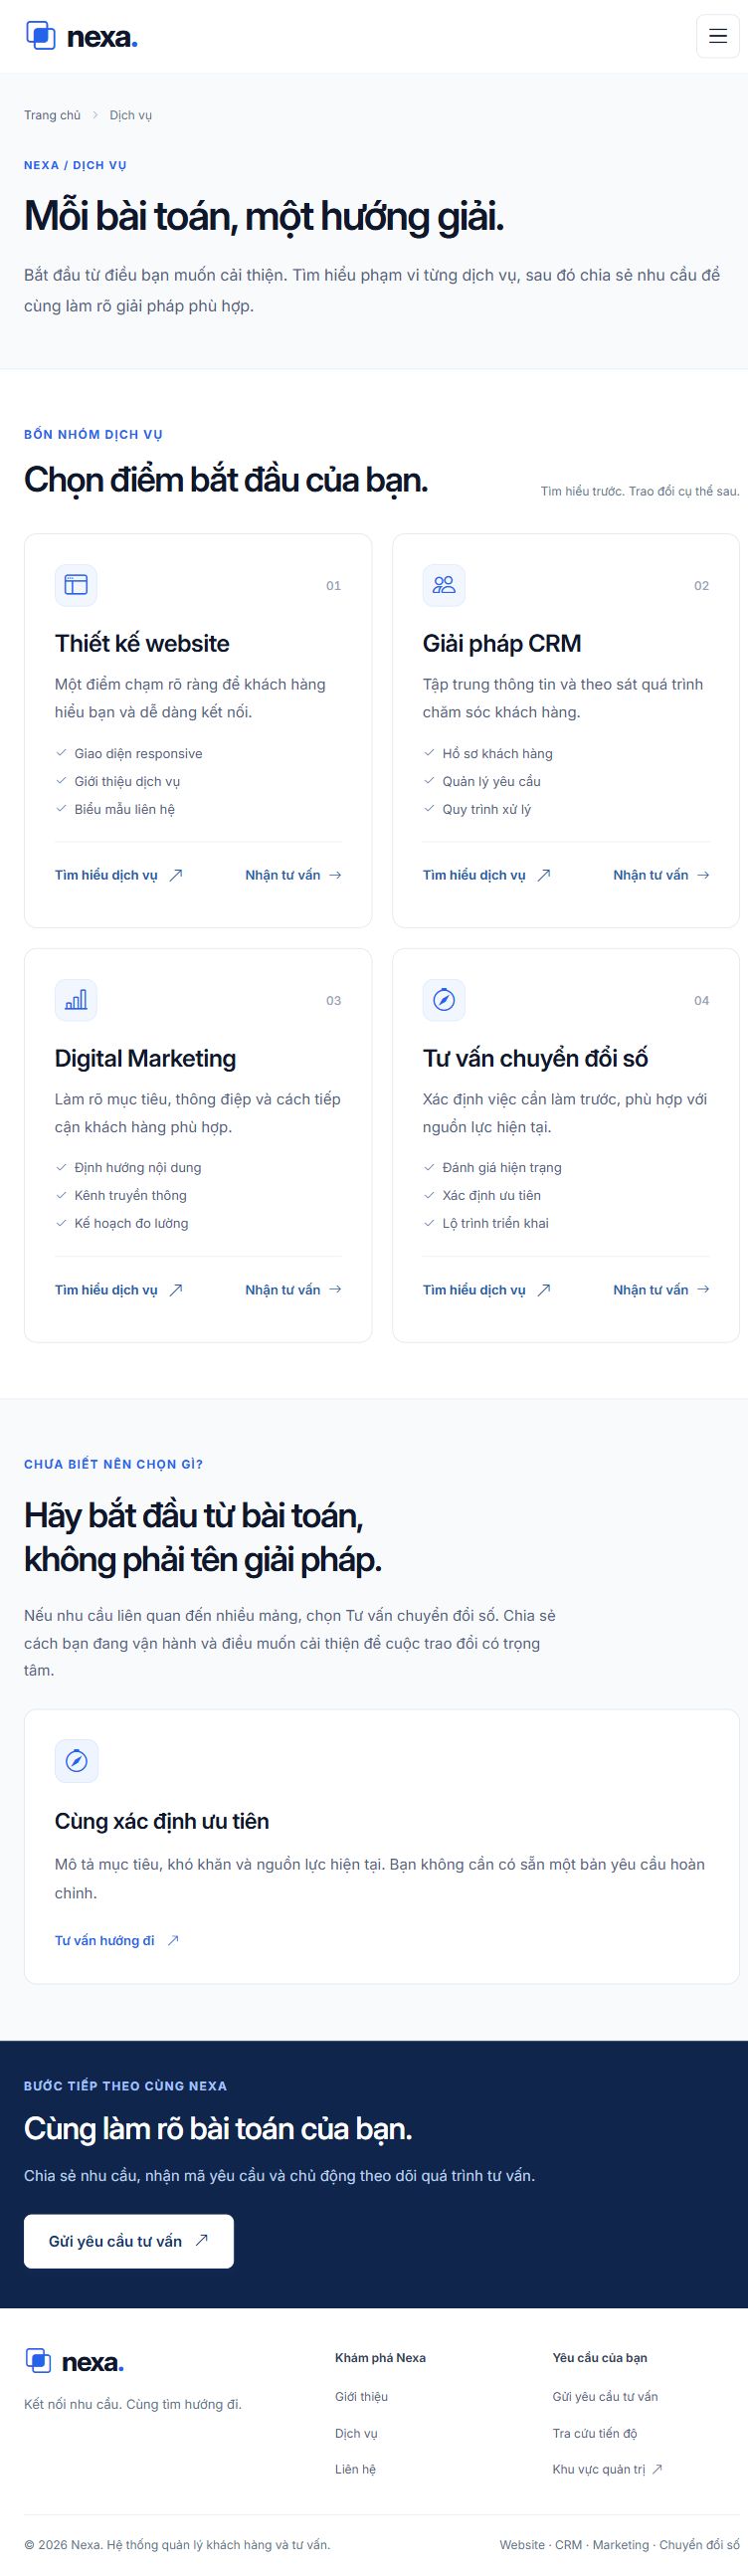 nexa.
Trang chủ > Dịch vụ
NEXA / DỊCH VỤ
Mỗi bài toán, một hướng giải.
Bắt đầu từ điều bạn muốn cải thiện. Tìm hiểu phạm vi từng dịch vụ, sau đó chia sẻ nhu cầu để
cùng làm rõ giải pháp phù hợp.
BỐN NHÓM DỊCH VỤ
Chọn điểm bắt đầu của bạn.
Tìm hiểu trước. Trao đổi cụ thể sau.
01
Thiết kế website
Một điểm chạm rõ ràng để khách hàng
hiểu bạn và dễ dàng kết nối.
Giao diện responsive
Giới thiệu dịch vụ
Biểu mẫu liên hệ
Tìm hiểu dịch vụ ↗ Nhận tư vấn →
02
Giải pháp CRM
Tập trung thông tin và theo sát quá trình
chăm sóc khách hàng.
Hồ sơ khách hàng
Quản lý yêu cầu
Quy trình xử lý
Tìm hiểu dịch vụ ↗ Nhận tư vấn →
03
Digital Marketing
Làm rõ mục tiêu, thông điệp và cách tiếp
cận khách hàng phù hợp.
Định hướng nội dung
Kênh truyền thông
Kế hoạch đo lường
Tìm hiểu dịch vụ ↗ Nhận tư vấn →
04
Tư vấn chuyển đổi số
Xác định việc cần làm trước, phù hợp với
nguồn lực hiện tại.
Đánh giá hiện trạng
Xác định ưu tiên
Lộ trình triển khai
Tìm hiểu dịch vụ ↗ Nhận tư vấn →
CHƯA BIẾT NÊN CHỌN GÌ?
Hãy bắt đầu từ bài toán,
không phải tên giải pháp.
Nếu nhu cầu liên quan đến nhiều mảng, chọn Tư vấn chuyển đổi số. Chia sẻ
cách bạn đang vận hành và điều muốn cải thiện để cuộc trao đổi có trọng
tâm.
Cùng xác định ưu tiên
Mô tả mục tiêu, khó khăn và nguồn lực hiện tại. Bạn không cần có sẵn một bản yêu cầu hoàn
chỉnh.
Tư vấn hướng đi ↗
BƯỚC TIẾP THEO CÙNG NEXA
Cùng làm rõ bài toán của bạn.
Chia sẻ nhu cầu, nhận mã yêu cầu và chủ động theo dõi quá trình tư vấn.
Gửi yêu cầu tư vấn ↗
nexa.
Kết nối nhu cầu. Cùng tìm hướng đi.
Khám phá Nexa
Giới thiệu
Dịch vụ
Liên hệ
Yêu cầu của bạn
Gửi yêu cầu tư vấn
Tra cứu tiến độ
Khu vực quản trị ↗
© 2026 Nexa. Hệ thống quản lý khách hàng và tư vấn.
Website · CRM · Marketing · Chuyển đổi số